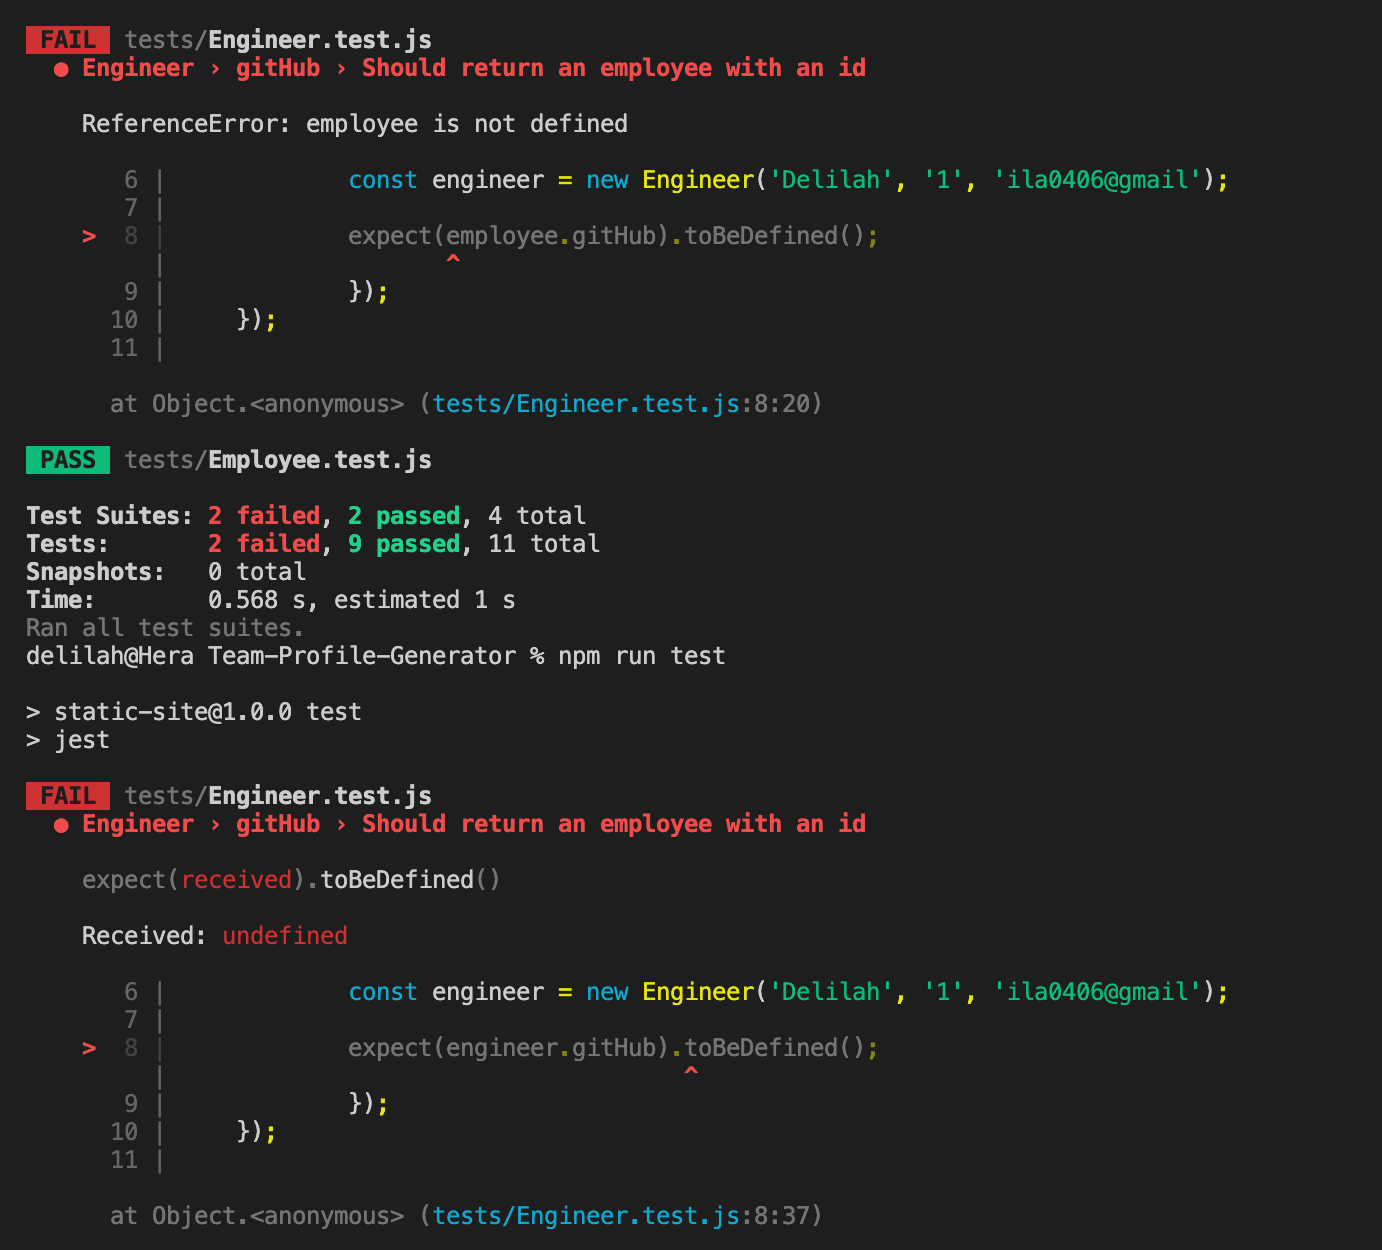 FAIL tests/Engineer.test.js
● Engineer › gitHub › Should return an employee with an id
ReferenceError: employee is not defined
6 | const engineer = new Engineer('Delilah', '1', 'ila0406@gmail');
7 |
> 8 | expect(employee.gitHub).toBeDefined();
| ^
9 | });
10 | });
11 |
at Object.<anonymous> (tests/Engineer.test.js:8:20)
PASS tests/Employee.test.js
Test Suites: 2 failed, 2 passed, 4 total
Tests: 2 failed, 9 passed, 11 total
Snapshots: 0 total
Time: 0.568 s, estimated 1 s
Ran all test suites.
delilah@Hera Team-Profile-Generator % npm run test
> static-site@1.0.0 test
> jest
FAIL tests/Engineer.test.js
● Engineer › gitHub › Should return an employee with an id
expect(received).toBeDefined()
Received: undefined
6 | const engineer = new Engineer('Delilah', '1', 'ila0406@gmail');
7 |
> 8 | expect(engineer.gitHub).toBeDefined();
| ^
9 | });
10 | });
11 |
at Object.<anonymous> (tests/Engineer.test.js:8:37)